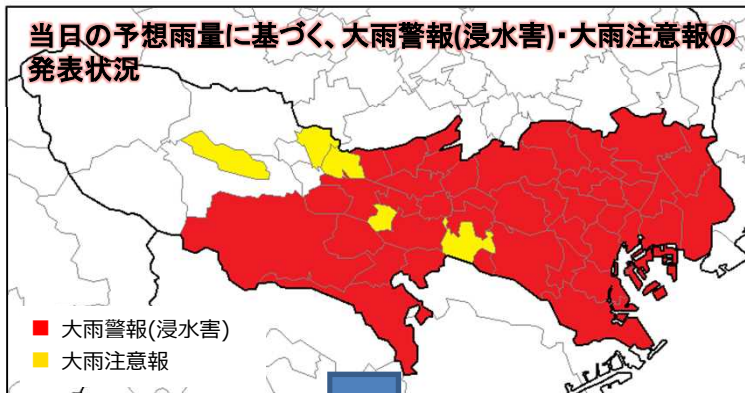 当日の予想雨量に基づく、大雨警報(浸水害)・大雨注意報の
発表状況
大雨警報(浸水害)
大雨注意報